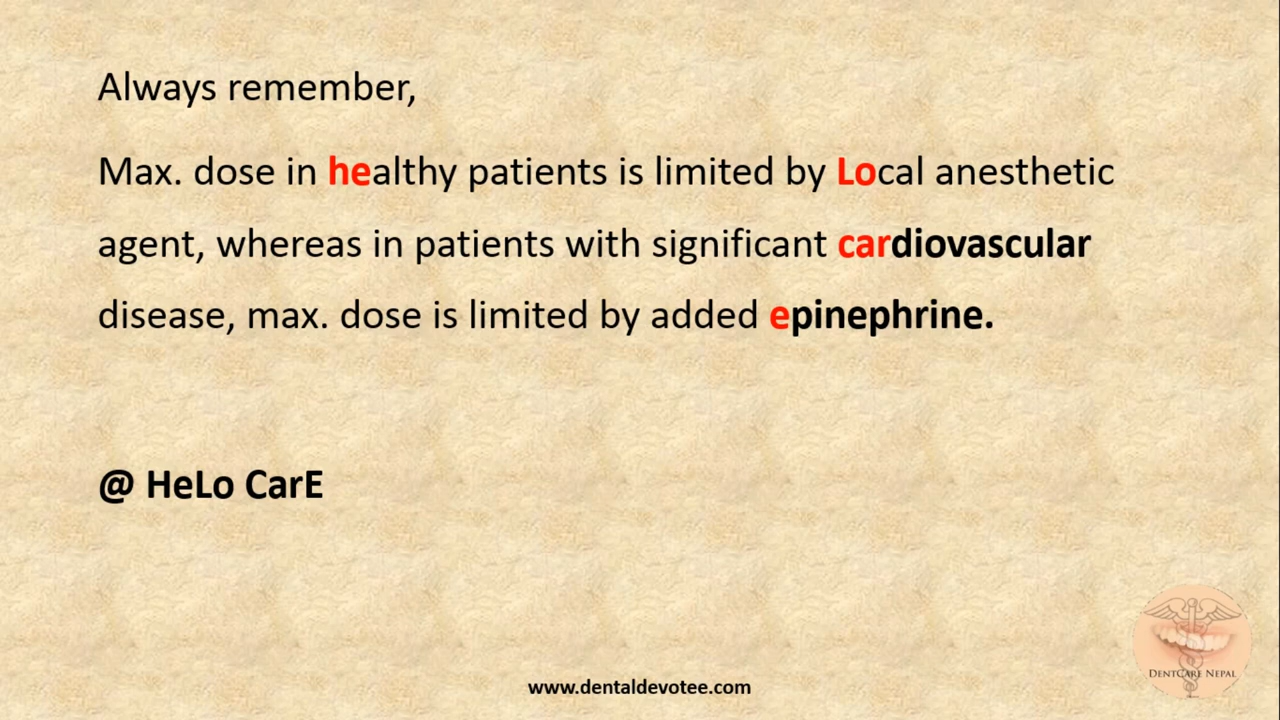 Always remember,
Max. dose in healthy patients is limited by Local anesthetic
agent, whereas in patients with significant cardiovascular
disease, max. dose is limited by added epinephrine.
@ HeLo CarE
DentCare Nepal
www.dentaldevotee.com